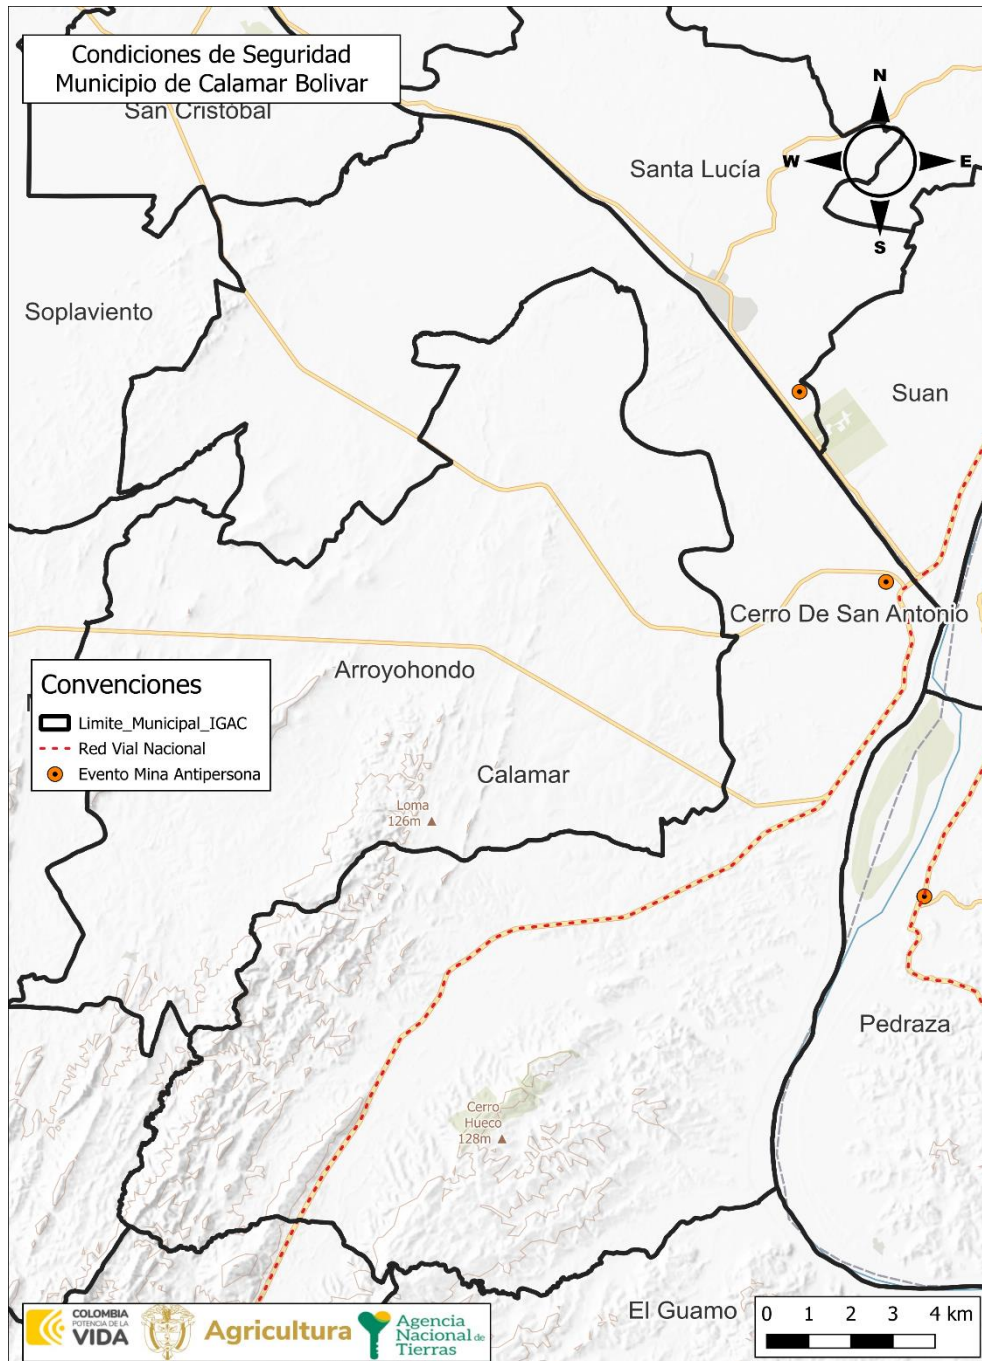 Condiciones de Seguridad
Municipio de Calamar Bolivar
San Cristóbal
N
Santa Lucía
W
E
S
Soplaviento
Suan
Cerro De San Antonio
Arroyohondo
Convenciones
Limite_Municipal_IGAC
Red Vial Nacional
Evento Mina Antipersona
Calamar
Loma
126m
Pedraza
Cerro
Hueco
128m
El Guamo
0 1 2 3 4 km
COLOMBIA
POTENCIA DE LA
VIDA
Agricultura
Agencia
Nacional de
Tierras